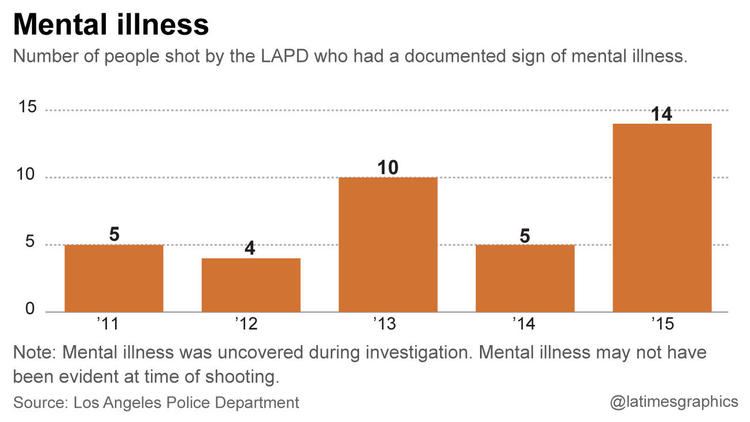 Mental illness
Number of people shot by the LAPD who had a documented sign of mental illness.
15
14
10
10
5
5
4
5
0
’11
’12
’13
’14
’15
Note: Mental illness was uncovered during investigation. Mental illness may not have
been evident at time of shooting.
Source: Los Angeles Police Department
@latimesgraphics